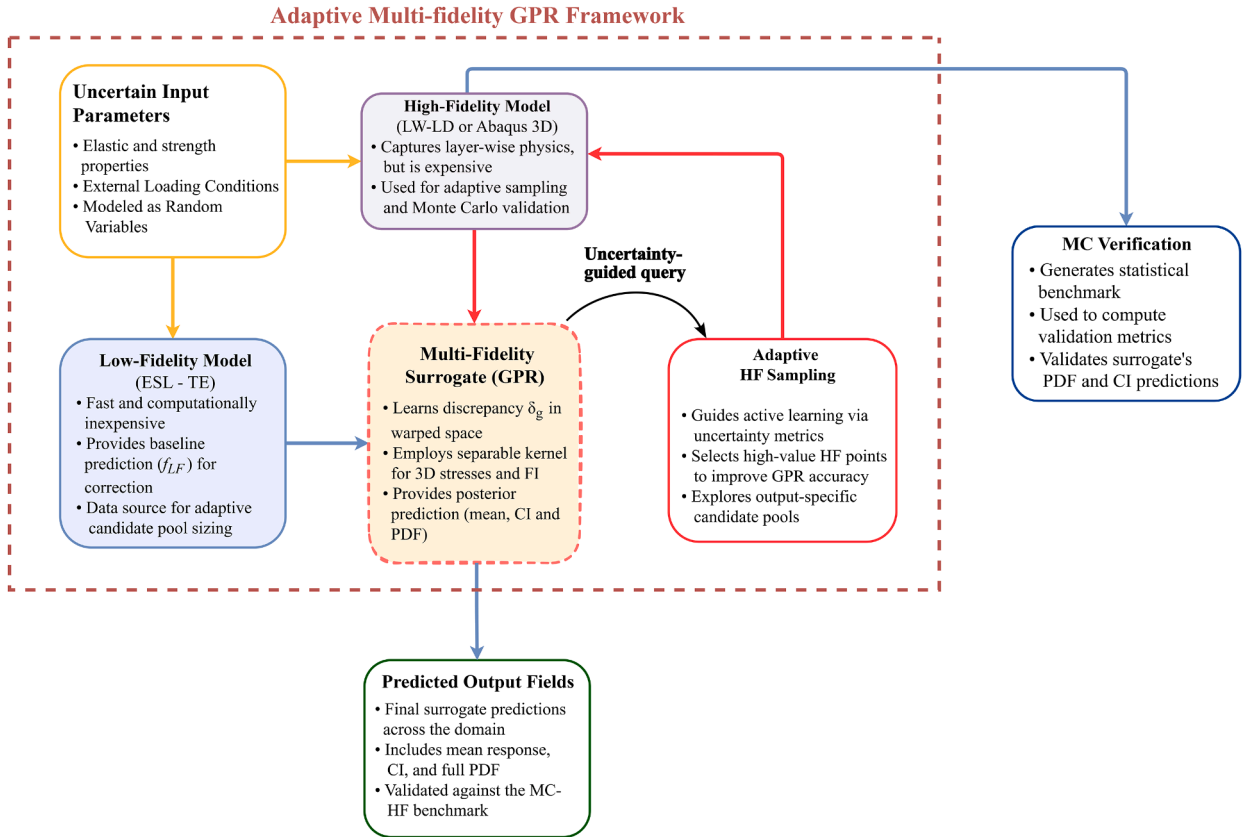 Adaptive Multi-fidelity GPR Framework
Uncertain Input
Parameters
• Elastic and strength
properties
• External Loading Conditions
• Modeled as Random
Variables
High-Fidelity Model
(LW-LD or Abaqus 3D)
• Captures layer-wise physics,
but is expensive
• Used for adaptive sampling
and Monte Carlo validation
MC Verification
• Generates statistical
benchmark
• Used to compute
validation metrics
• Validates surrogate's
PDF and CI predictions
Uncertainty-
guided query
Low-Fidelity Model
(ESL - TE)
• Fast and computationally
inexpensive
• Provides baseline
prediction (f_LF) for
correction
• Data source for adaptive
candidate pool sizing
Multi-Fidelity
Surrogate (GPR)
• Learns discrepancy δ_g in
warped space
• Employs separable kernel
for 3D stresses and FI
• Provides posterior
prediction (mean, CI and
PDF)
Adaptive
HF Sampling
• Guides active learning via
uncertainty metrics
• Selects high-value HF points
to improve GPR accuracy
• Explores output-specific
candidate pools
Predicted Output Fields
• Final surrogate predictions
across the domain
• Includes mean response,
CI, and full PDF
• Validated against the MC-
HF benchmark